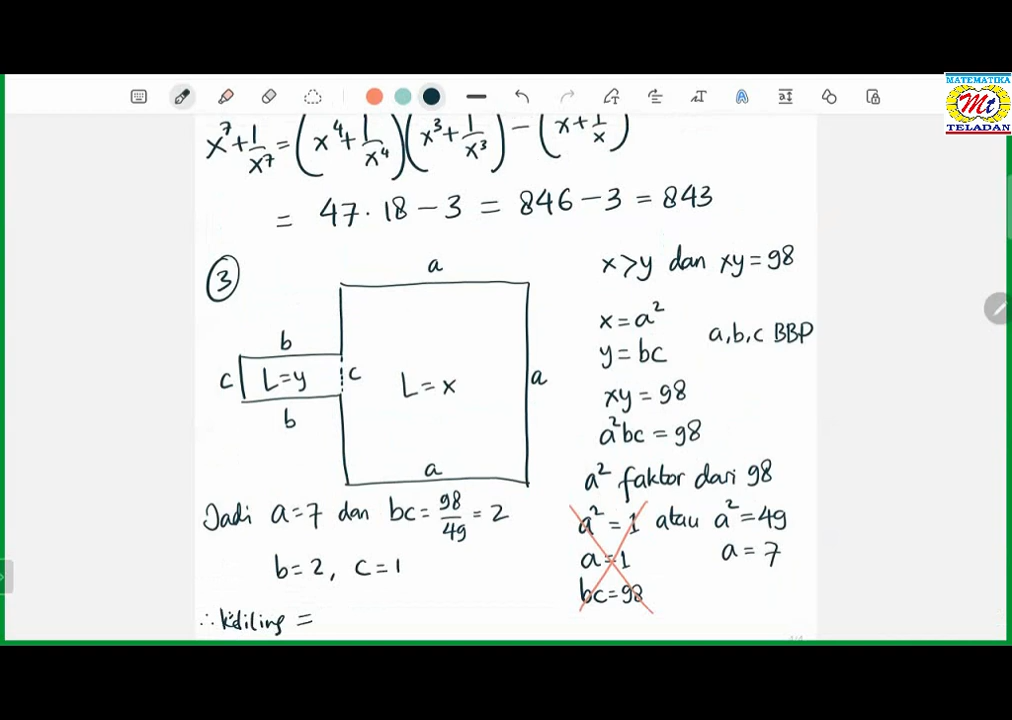 MATEMATIKA
Mt
TELADAN
x⁷ + 1/x⁷ = (x⁴ + 1/x⁴)(x³ + 1/x³) − (x + 1/x)
= 47 · 18 − 3 = 846 − 3 = 843
③
a
b
c
L=y
c
b
L=x
a
a
x>y dan xy=98
x=a²
y=bc
a,b,c BBP
xy=98
a²bc=98
a² faktor dari 98
a²=1 atau a²=49
a=1
a=7
bc=98
Jadi a=7 dan bc=98/49=2
b=2, c=1
∴ Keliling =